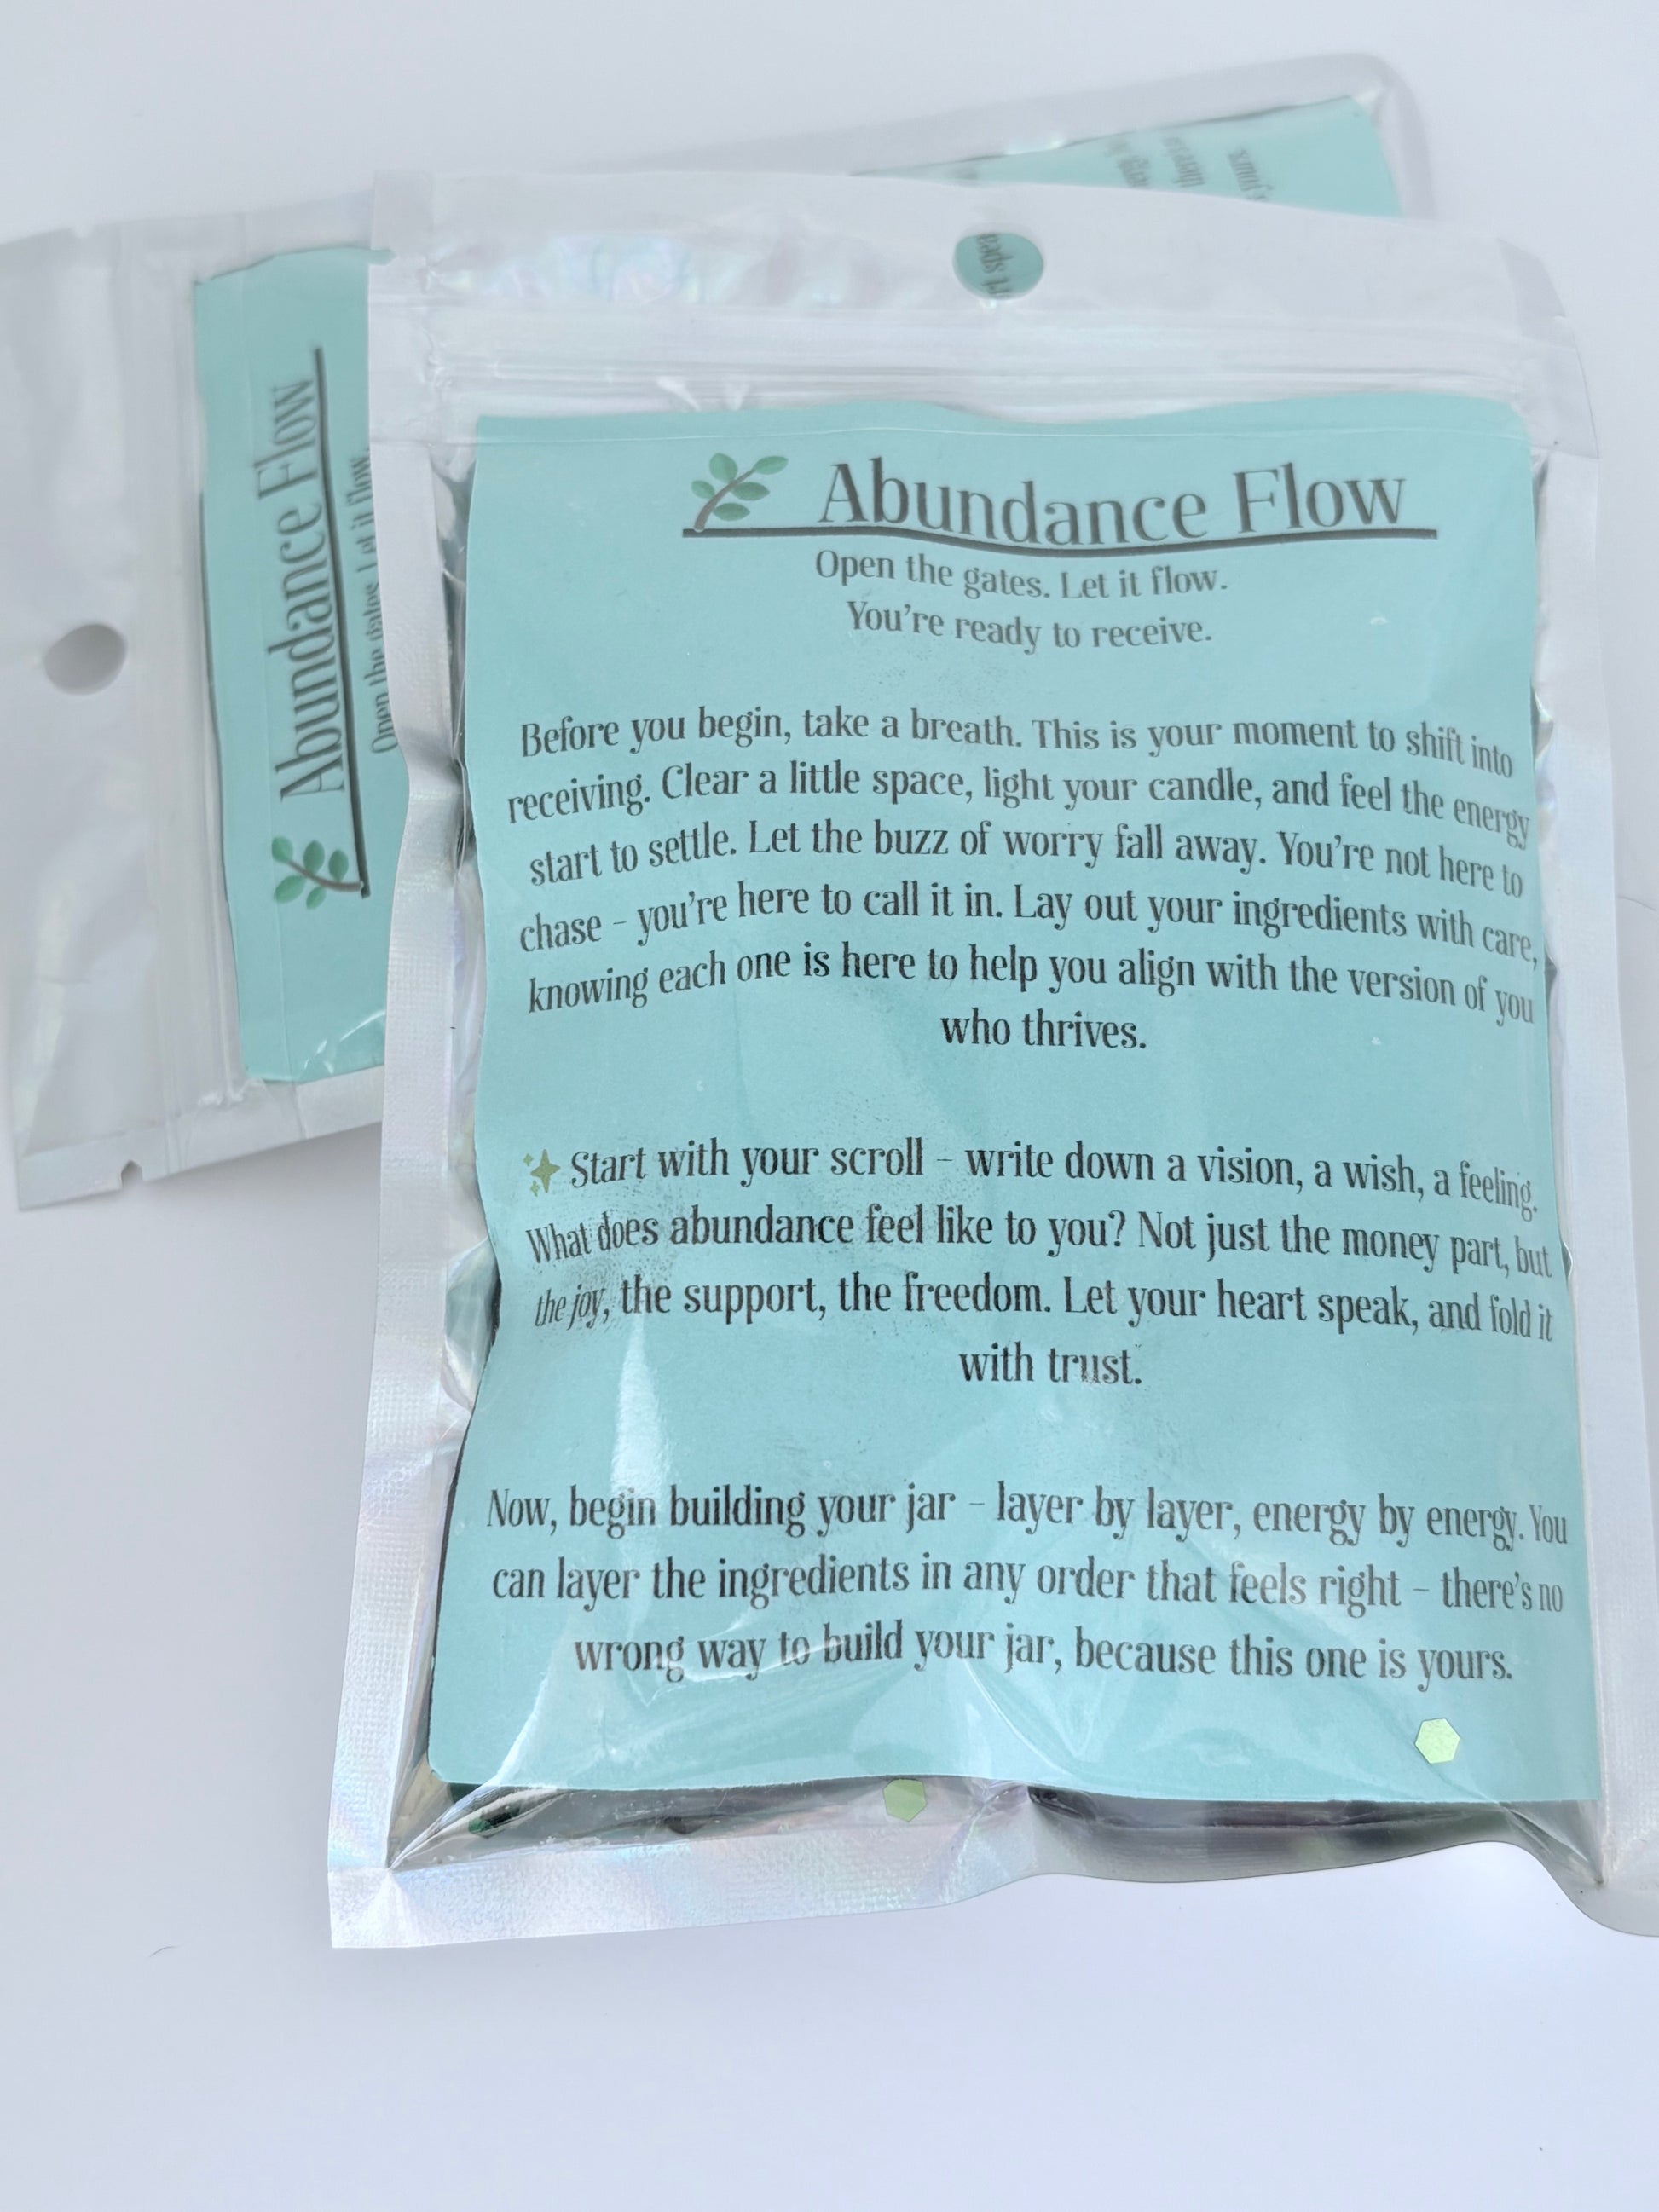 Abundance Flow
Open the gates. Let it flow.
You're ready to receive.
Before you begin, take a breath. This is your moment to shift into
receiving. Clear a little space, light your candle, and feel the energy
start to settle. Let the buzz of worry fall away. You're not here to
chase – you're here to call it in. Lay out your ingredients with care,
knowing each one is here to help you align with the version of you
who thrives.
Start with your scroll – write down a vision, a wish, a feeling.
What does abundance feel like to you? Not just the money part, but
the joy, the support, the freedom. Let your heart speak, and fold it
with trust.
Now, begin building your jar – layer by layer, energy by energy. You
can layer the ingredients in any order that feels right – there's no
wrong way to build your jar, because this one is yours.
Abundance Flow
Open the gates. Let it flow.